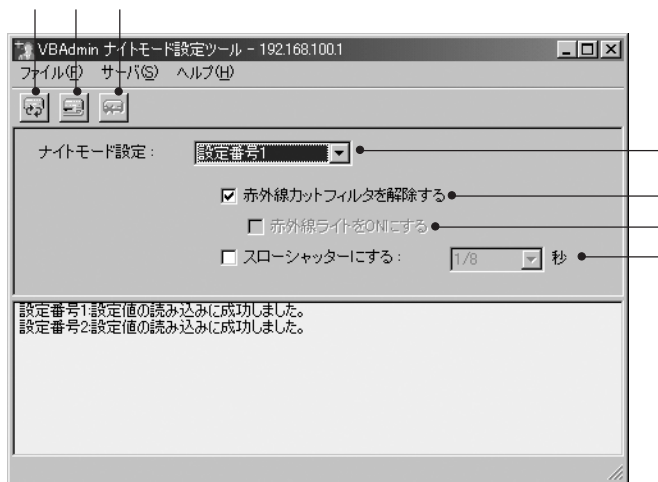 VBAdmin ナイトモード設定ツール - 192.168.100.1
ファイル(F) サーバ(S) ヘルプ(H)
ナイトモード設定： 設定番号1
赤外線カットフィルタを解除する
赤外線ライトをONにする
スローシャッターにする： 1/8 秒
設定番号1:設定値の読み込みに成功しました。
設定番号2:設定値の読み込みに成功しました。